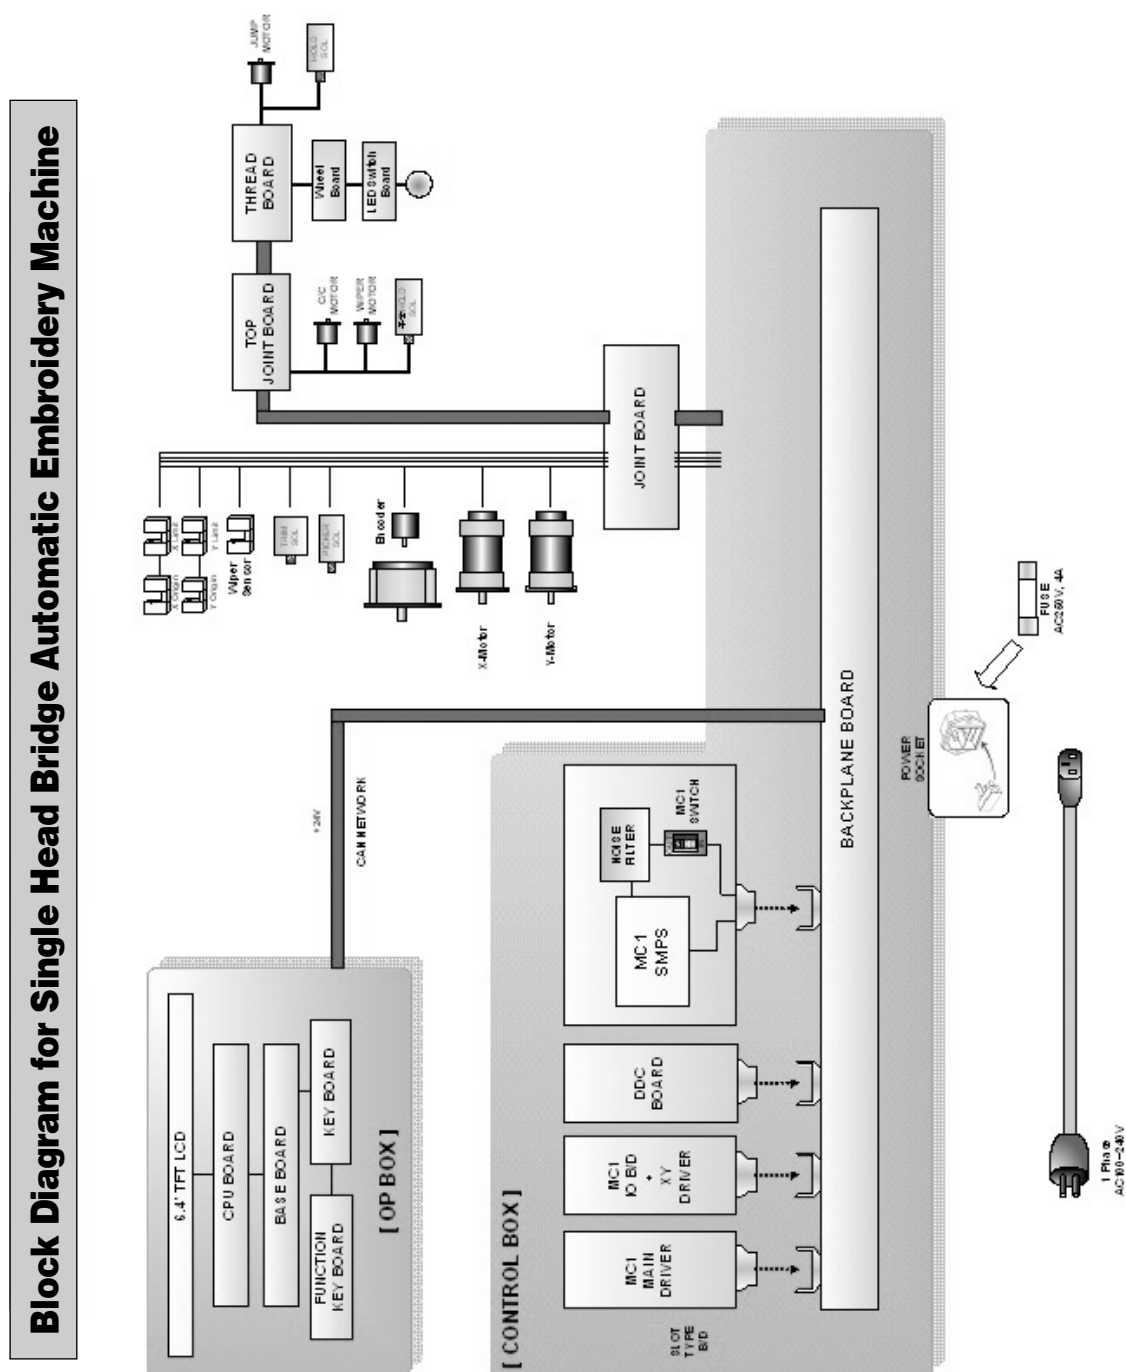 Block Diagram for Single Head Bridge Automatic Embroidery Machine
6.4' TFT LCD
CPU BOARD
BASE BOARD
FUNCTION
KEY BOARD
KEY BOARD
[ OP BOX ]
+24V
CAN NETWORK
X Origin
X Limit
Y Origin
Y Limit
Wiper
Sensor
TRIM
SOL
PICKER
SOL
Encoder
X-Motor
Y-Motor
TOP
JOINT BOARD
THREAD
BOARD
JUMP
MOTOR
HOLD
SOL
Wheel
Board
LED Switch
Board
C/C
MOTOR
WIPER
MOTOR
HOLD
SOL
JOINT BOARD
[ CONTROL BOX ]
MC1
MAIN
DRIVER
MC1
IO B/D
+
XY
DRIVER
DDC
BOARD
MC1
SMPS
NOISE
FILTER
MC1
SWITCH
SLOT
TYPE
B/D
BACKPLANE BOARD
POWER
SOCKET
FUSE
AC250V, 4A
1 Phase
AC100~240V